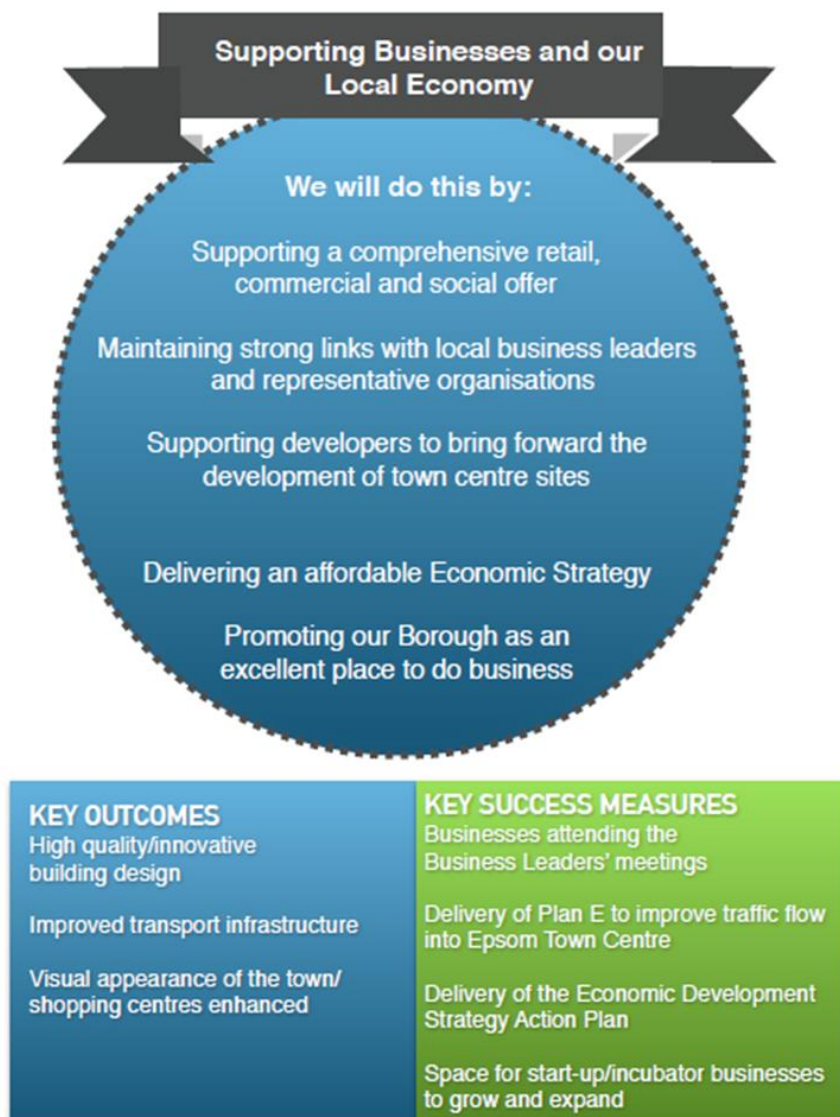 Supporting Businesses and our
Local Economy
We will do this by:
Supporting a comprehensive retail,
commercial and social offer
Maintaining strong links with local business leaders
and representative organisations
Supporting developers to bring forward the
development of town centre sites
Delivering an affordable Economic Strategy
Promoting our Borough as an
excellent place to do business
KEY OUTCOMES
High quality/innovative
building design
Improved transport infrastructure
Visual appearance of the town/
shopping centres enhanced
KEY SUCCESS MEASURES
Businesses attending the
Business Leaders' meetings
Delivery of Plan E to improve traffic flow
into Epsom Town Centre
Delivery of the Economic Development
Strategy Action Plan
Space for start-up/incubator businesses
to grow and expand